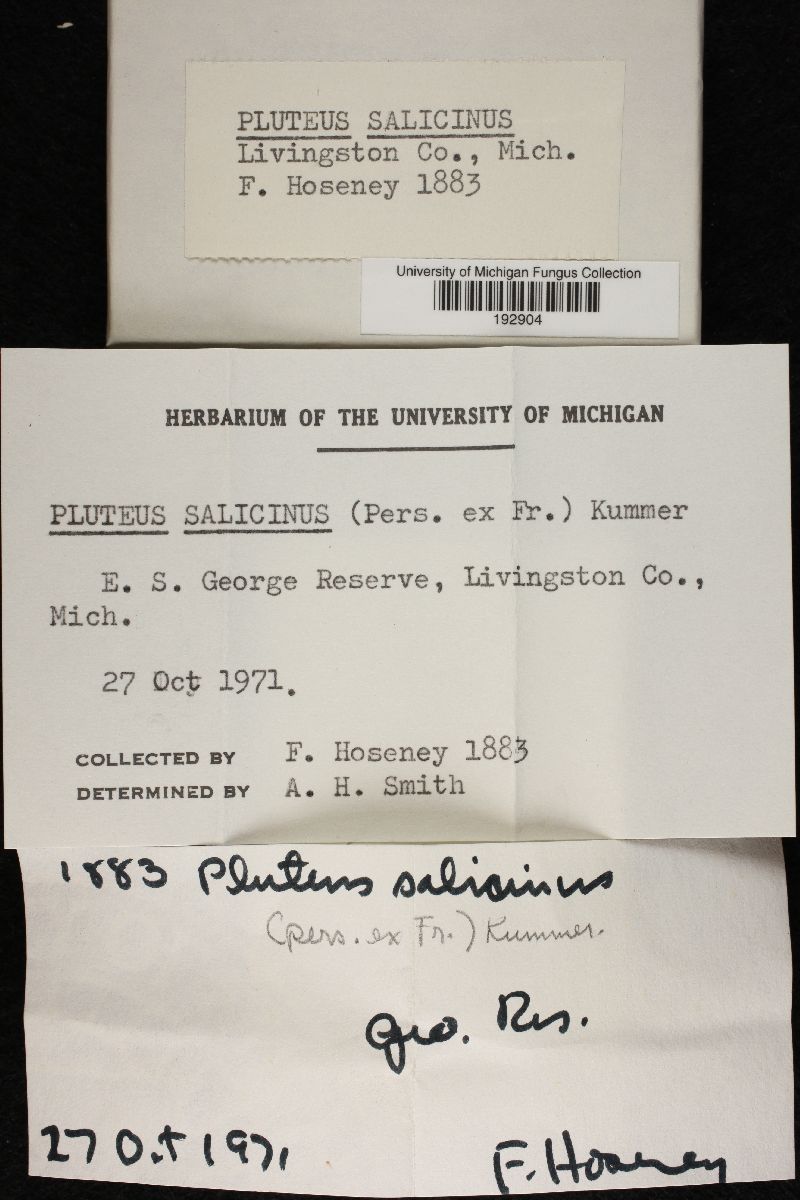 PLUTEUS SALICINUS
Livingston Co., Mich.
F. Hoseney 1883
University of Michigan Fungus Collection
192904
HERBARIUM OF THE UNIVERSITY OF MICHIGAN
PLUTEUS SALICINUS (Pers. ex Fr.) Kummer
E. S. George Reserve, Livingston Co.,
Mich.
27 Oct 1971.
COLLECTED BY F. Hoseney 1883
DETERMINED BY A. H. Smith
1883 Pluteus salicinus
(pers. ex Fr.) Kummer.
Geo. Res.
27 Oct 1971
F. Hoseney